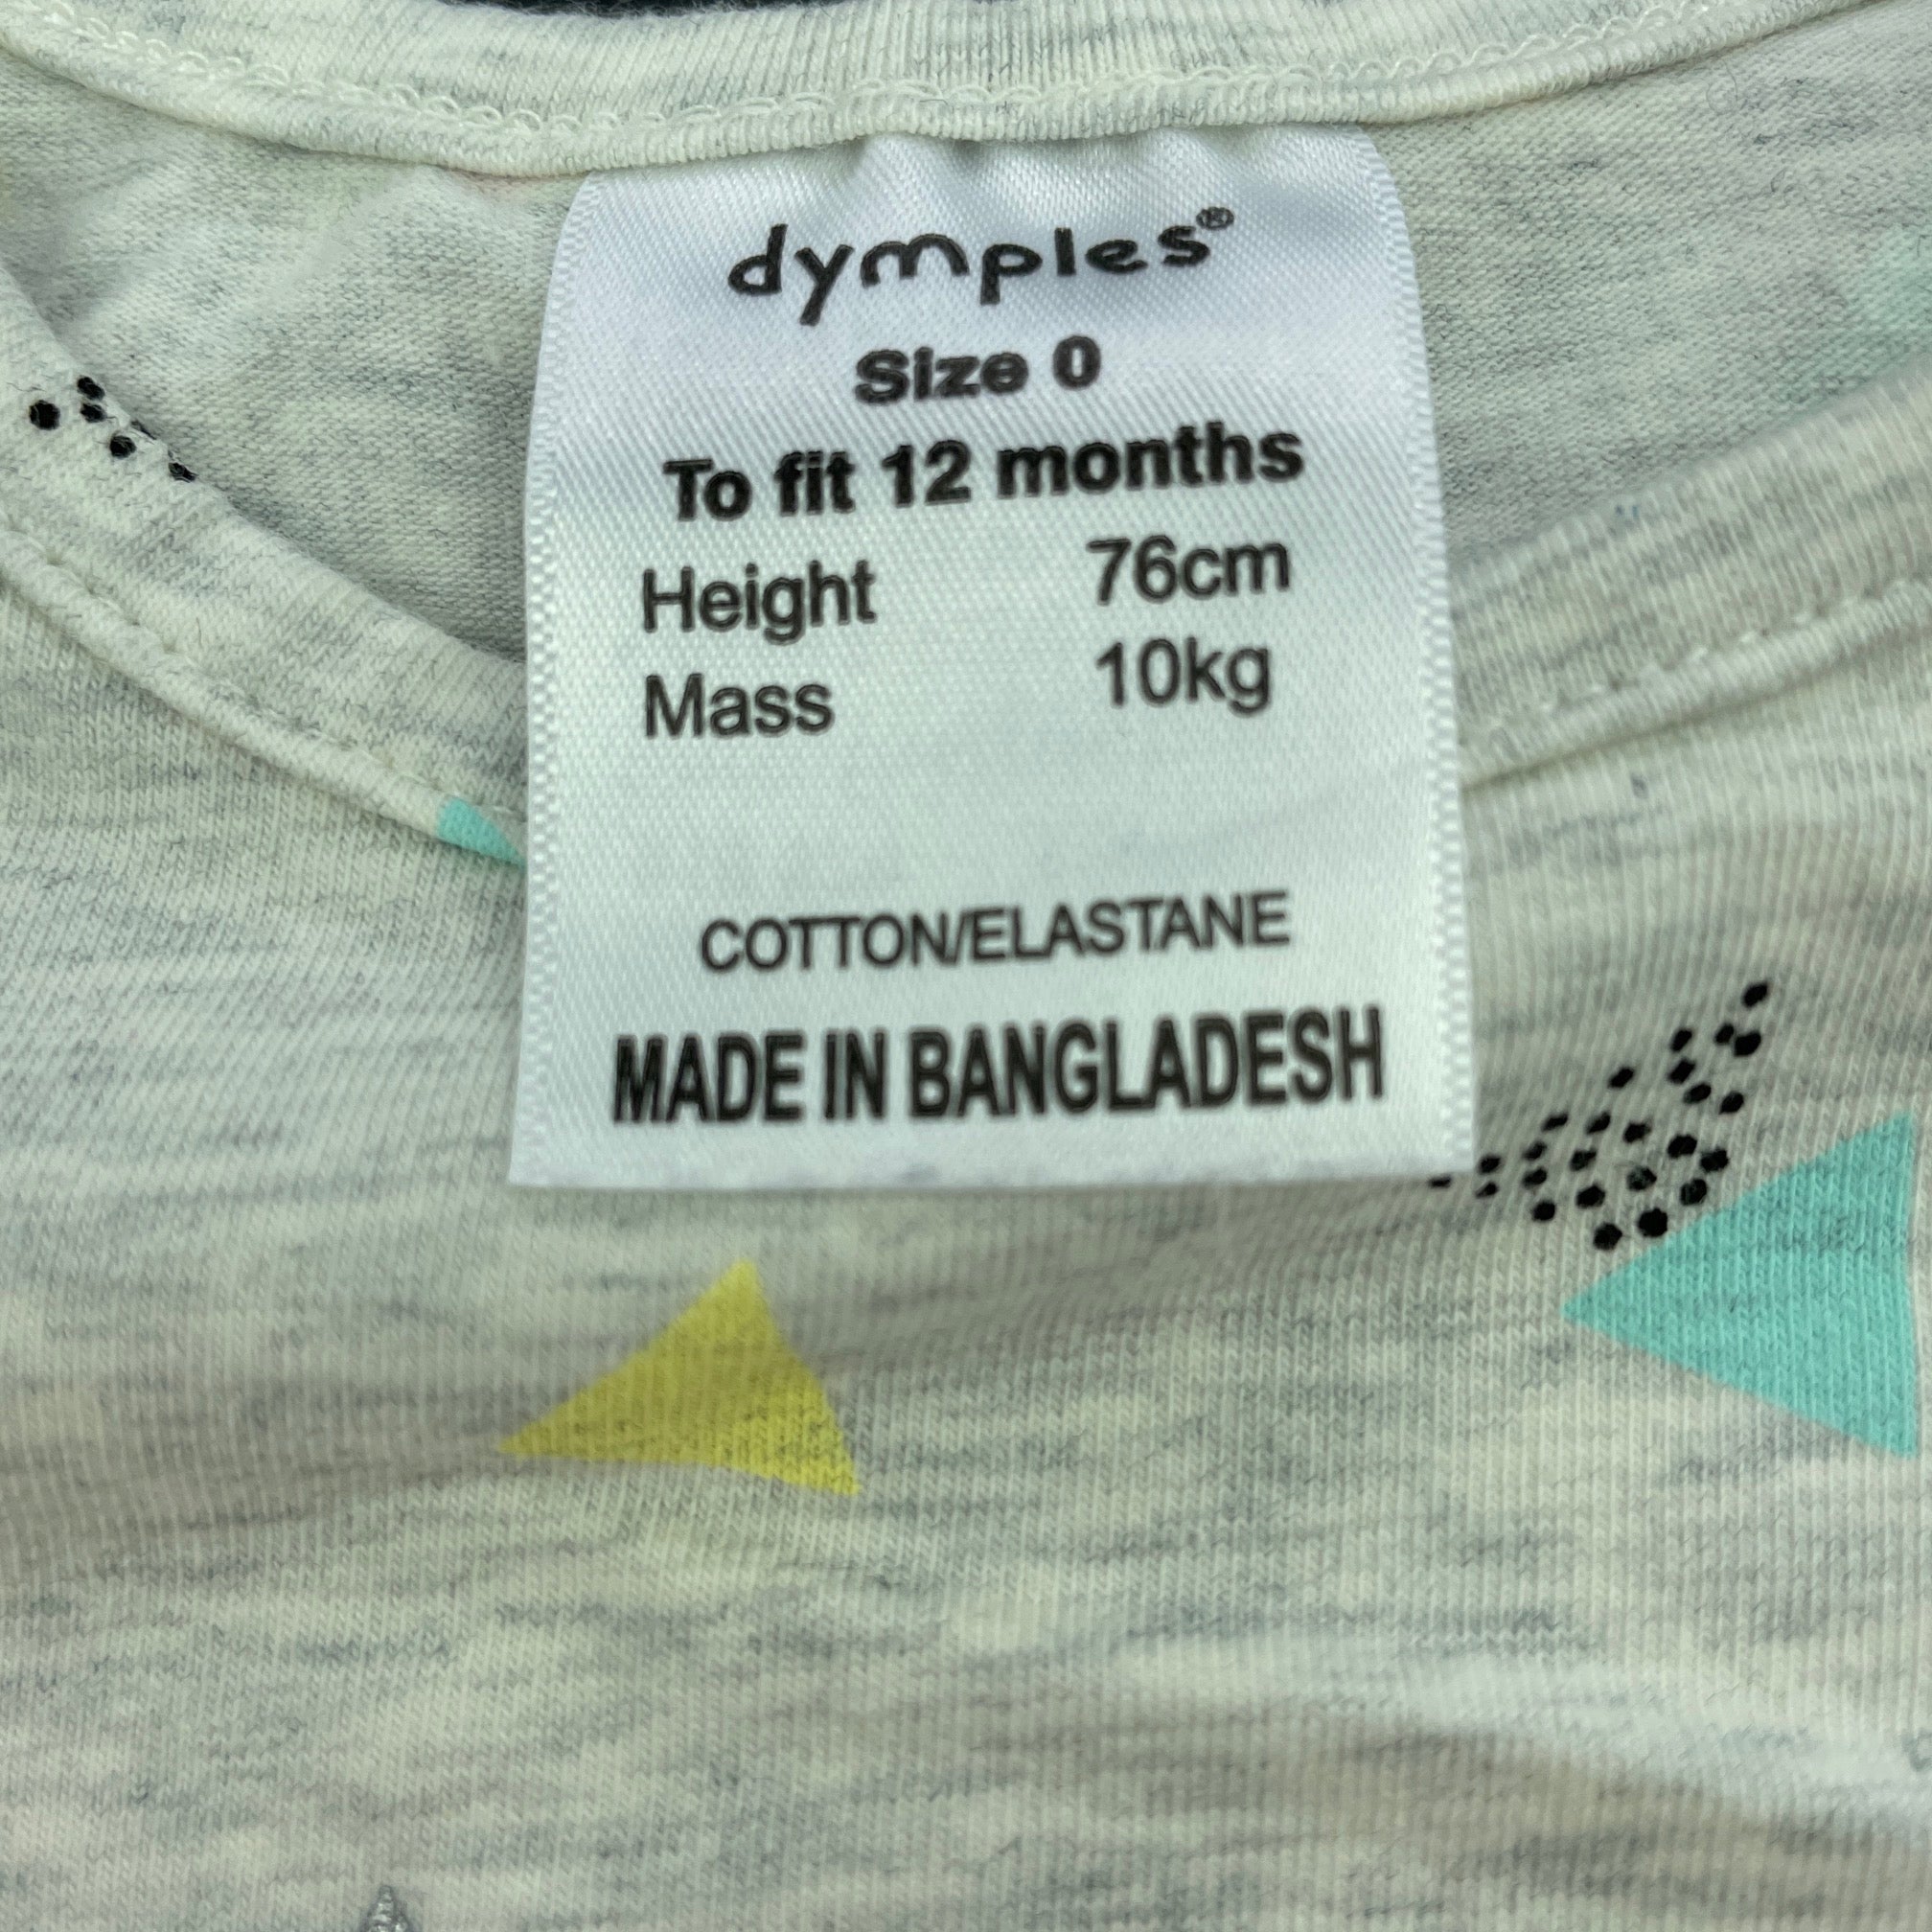 dymples®
Size 0
To fit 12 months
Height 76cm
Mass 10kg
COTTON/ELASTANE
MADE IN BANGLADESH